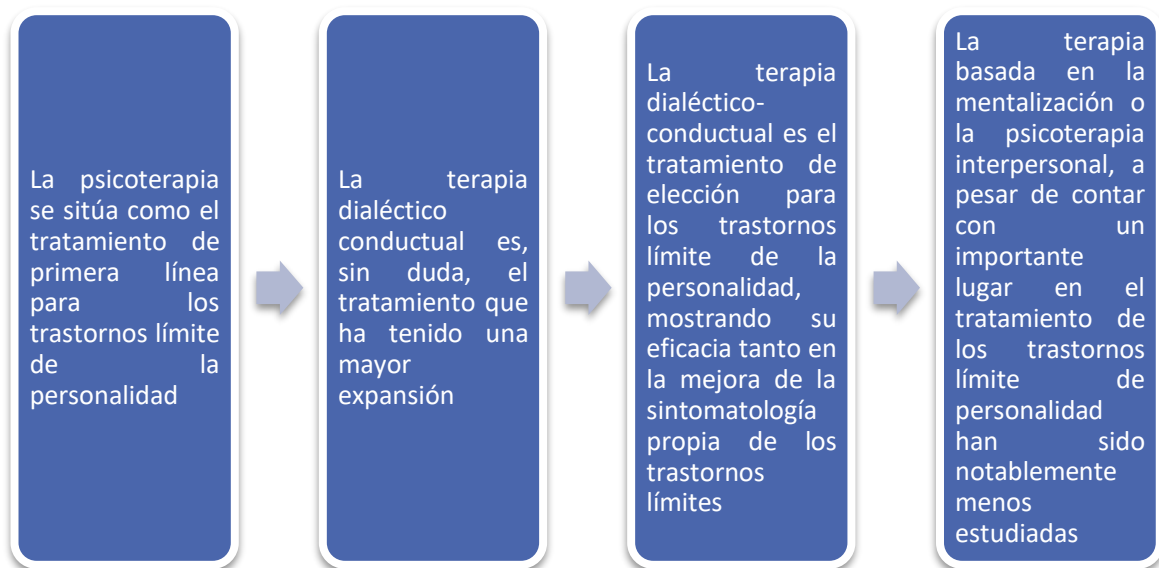 La psicoterapia
se sitúa como el
tratamiento de
primera línea
para los
trastornos límite
de la
personalidad
La terapia
dialéctico
conductual es,
sin duda, el
tratamiento que
ha tenido una
mayor
expansión
La terapia
dialéctico-
conductual es el
tratamiento de
elección para
los trastornos
límite de la
personalidad,
mostrando su
eficacia tanto en
la mejora de la
sintomatología
propia de los
trastornos
límites
La terapia
basada en la
mentalización o
la psicoterapia
interpersonal, a
pesar de contar
con un
importante
lugar en el
tratamiento de
los trastornos
límite de
personalidad
han sido
notablemente
menos
estudiadas